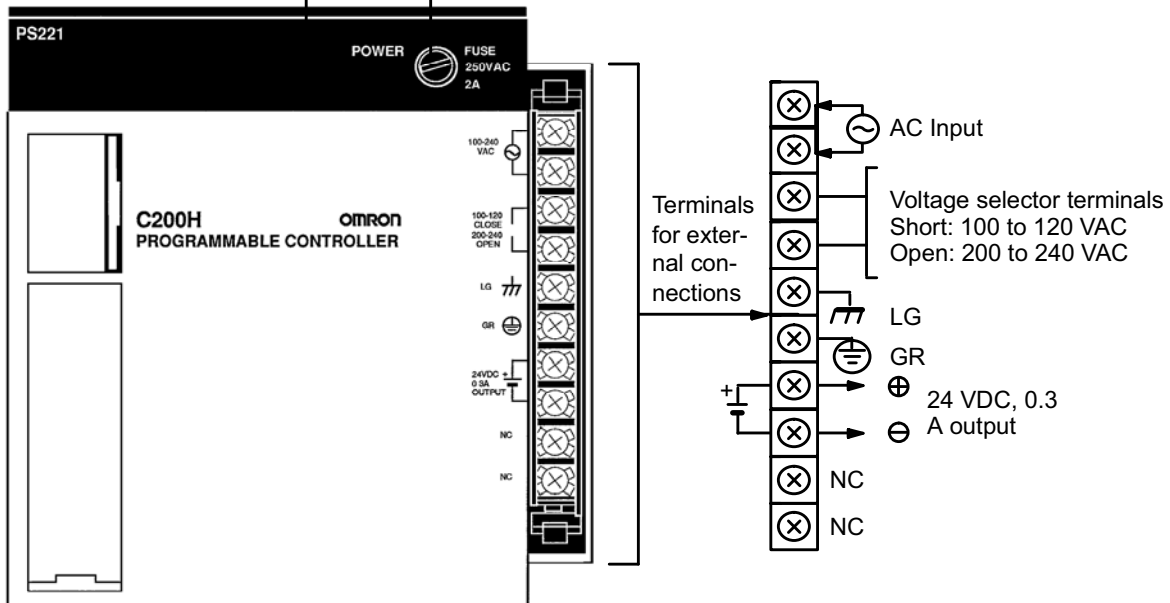 PS221
POWER
FUSE
250VAC
2A
100-240
VAC
C200H
OMRON
PROGRAMMABLE CONTROLLER
100-120
CLOSE
200-240
OPEN
LG
GR
24VDC +
0.3A
OUTPUT
NC
NC
Terminals
for exter-
nal con-
nections
AC Input
Voltage selector terminals
Short: 100 to 120 VAC
Open: 200 to 240 VAC
LG
GR
+
⊕
24 VDC, 0.3
⊖
A output
NC
NC